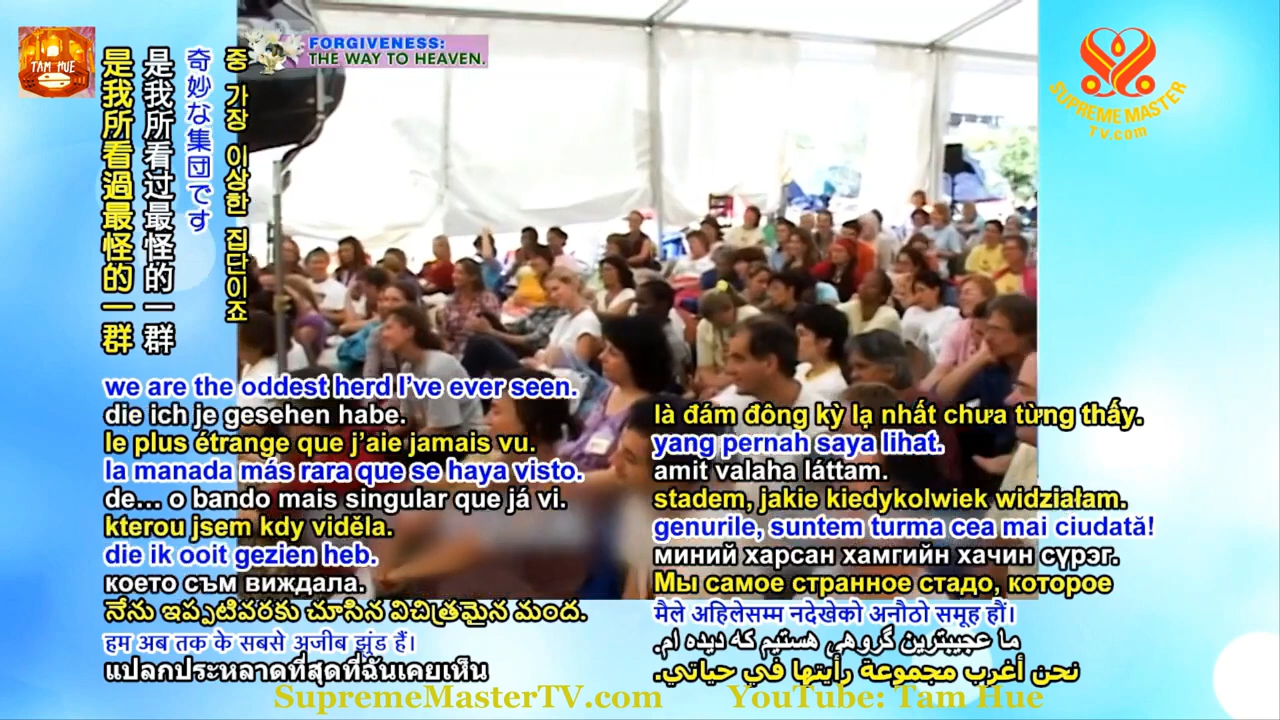 TAM HUE
FORGIVENESS:
THE WAY TO HEAVEN.
SUPREME MASTER
TV.com
是我所看過最怪的一群
是我所看过最怪的一群
奇妙な集団です
중 가장 이상한 집단이죠
we are the oddest herd I've ever seen.
die ich je gesehen habe.
le plus étrange que j'aie jamais vu.
la manada más rara que se haya visto.
de... o bando mais singular que já vi.
kterou jsem kdy viděla.
die ik ooit gezien heb.
което съм виждала.
నేను ఇప్పటివరకు చూసిన విచిత్రమైన మంద.
हम अब तक के सबसे अजीब झुंड हैं।
แปลกประหลาดที่สุดที่ฉันเคยเห็น
là đám đông kỳ lạ nhất chưa từng thấy.
yang pernah saya lihat.
amit valaha láttam.
stadem, jakie kiedykolwiek widziałam.
genurile, suntem turma cea mai ciudată!
миний харсан хамгийн хачин сүрэг.
Мы самое странное стадо, которое
मैले अहिलेसम्म नदेखेको अनौठो समूह हौं।
ما عجیبترین گروهی هستیم که دیده ام.
نحن أغرب مجموعة رأيتها في حياتي.
SupremeMasterTV.com
YouTube: Tam Hue